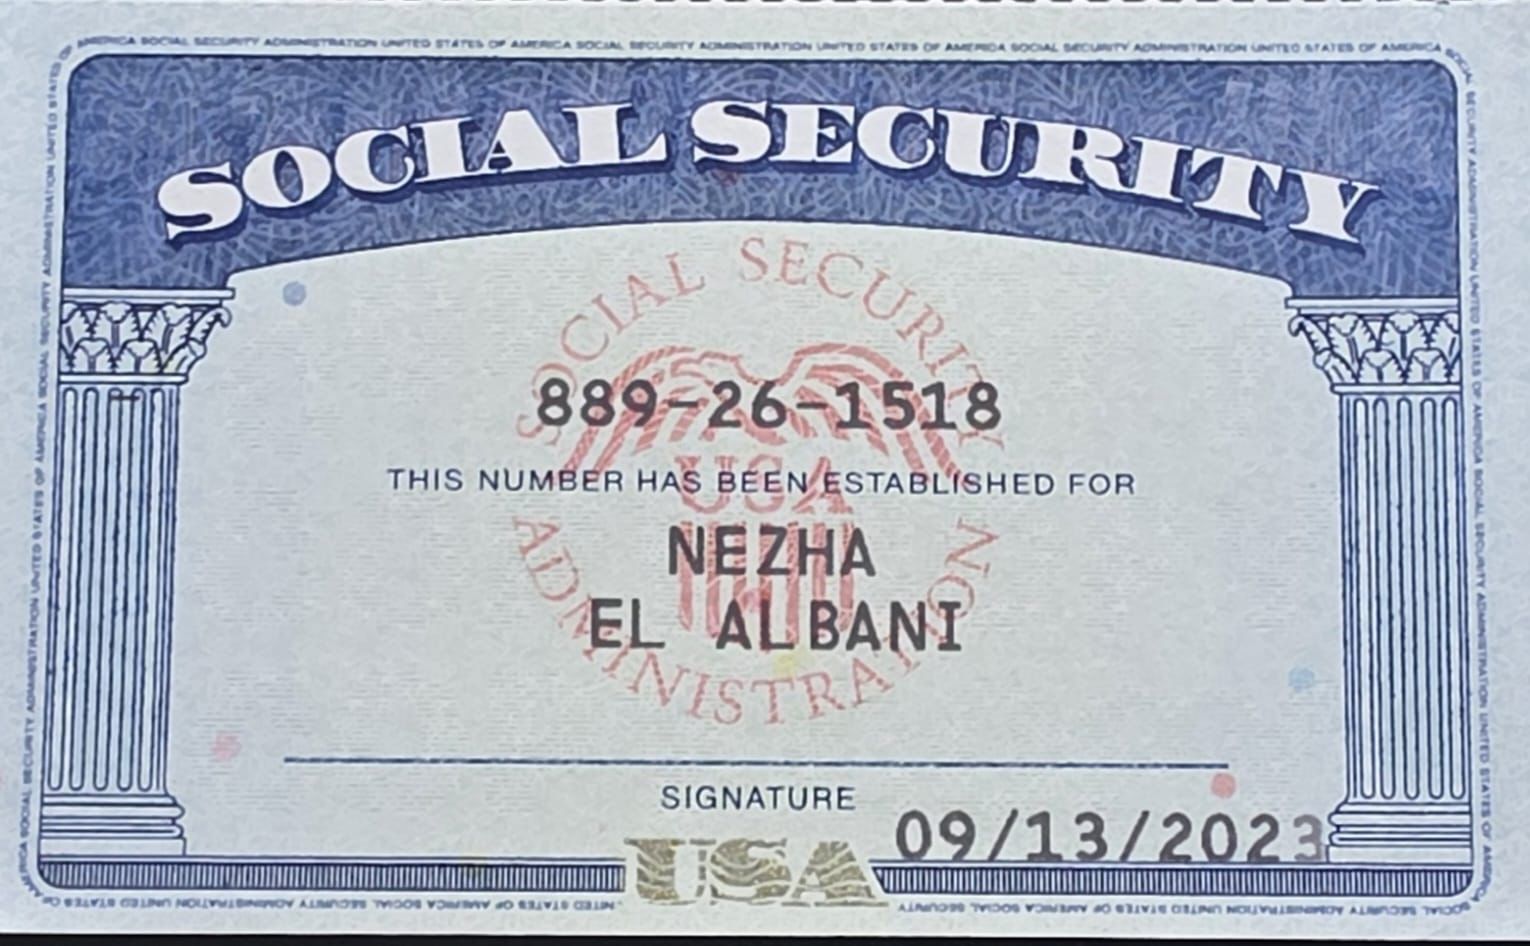 AMERICA SOCIAL SECURITY ADMINISTRATION UNITED STATES OF AMERICA SOCIAL SECURITY ADMINISTRATION UNITED STATES OF AMERICA SOCIAL SECURITY ADMINISTRATION UNITED STATES OF AMERICA
SOCIAL SECURITY
SOCIAL SECURITY
889-26-1518
THIS NUMBER HAS BEEN ESTABLISHED FOR
USA
NEZHA
EL ALBANI
ADMINISTRATION
SIGNATURE
09/13/2023
USA